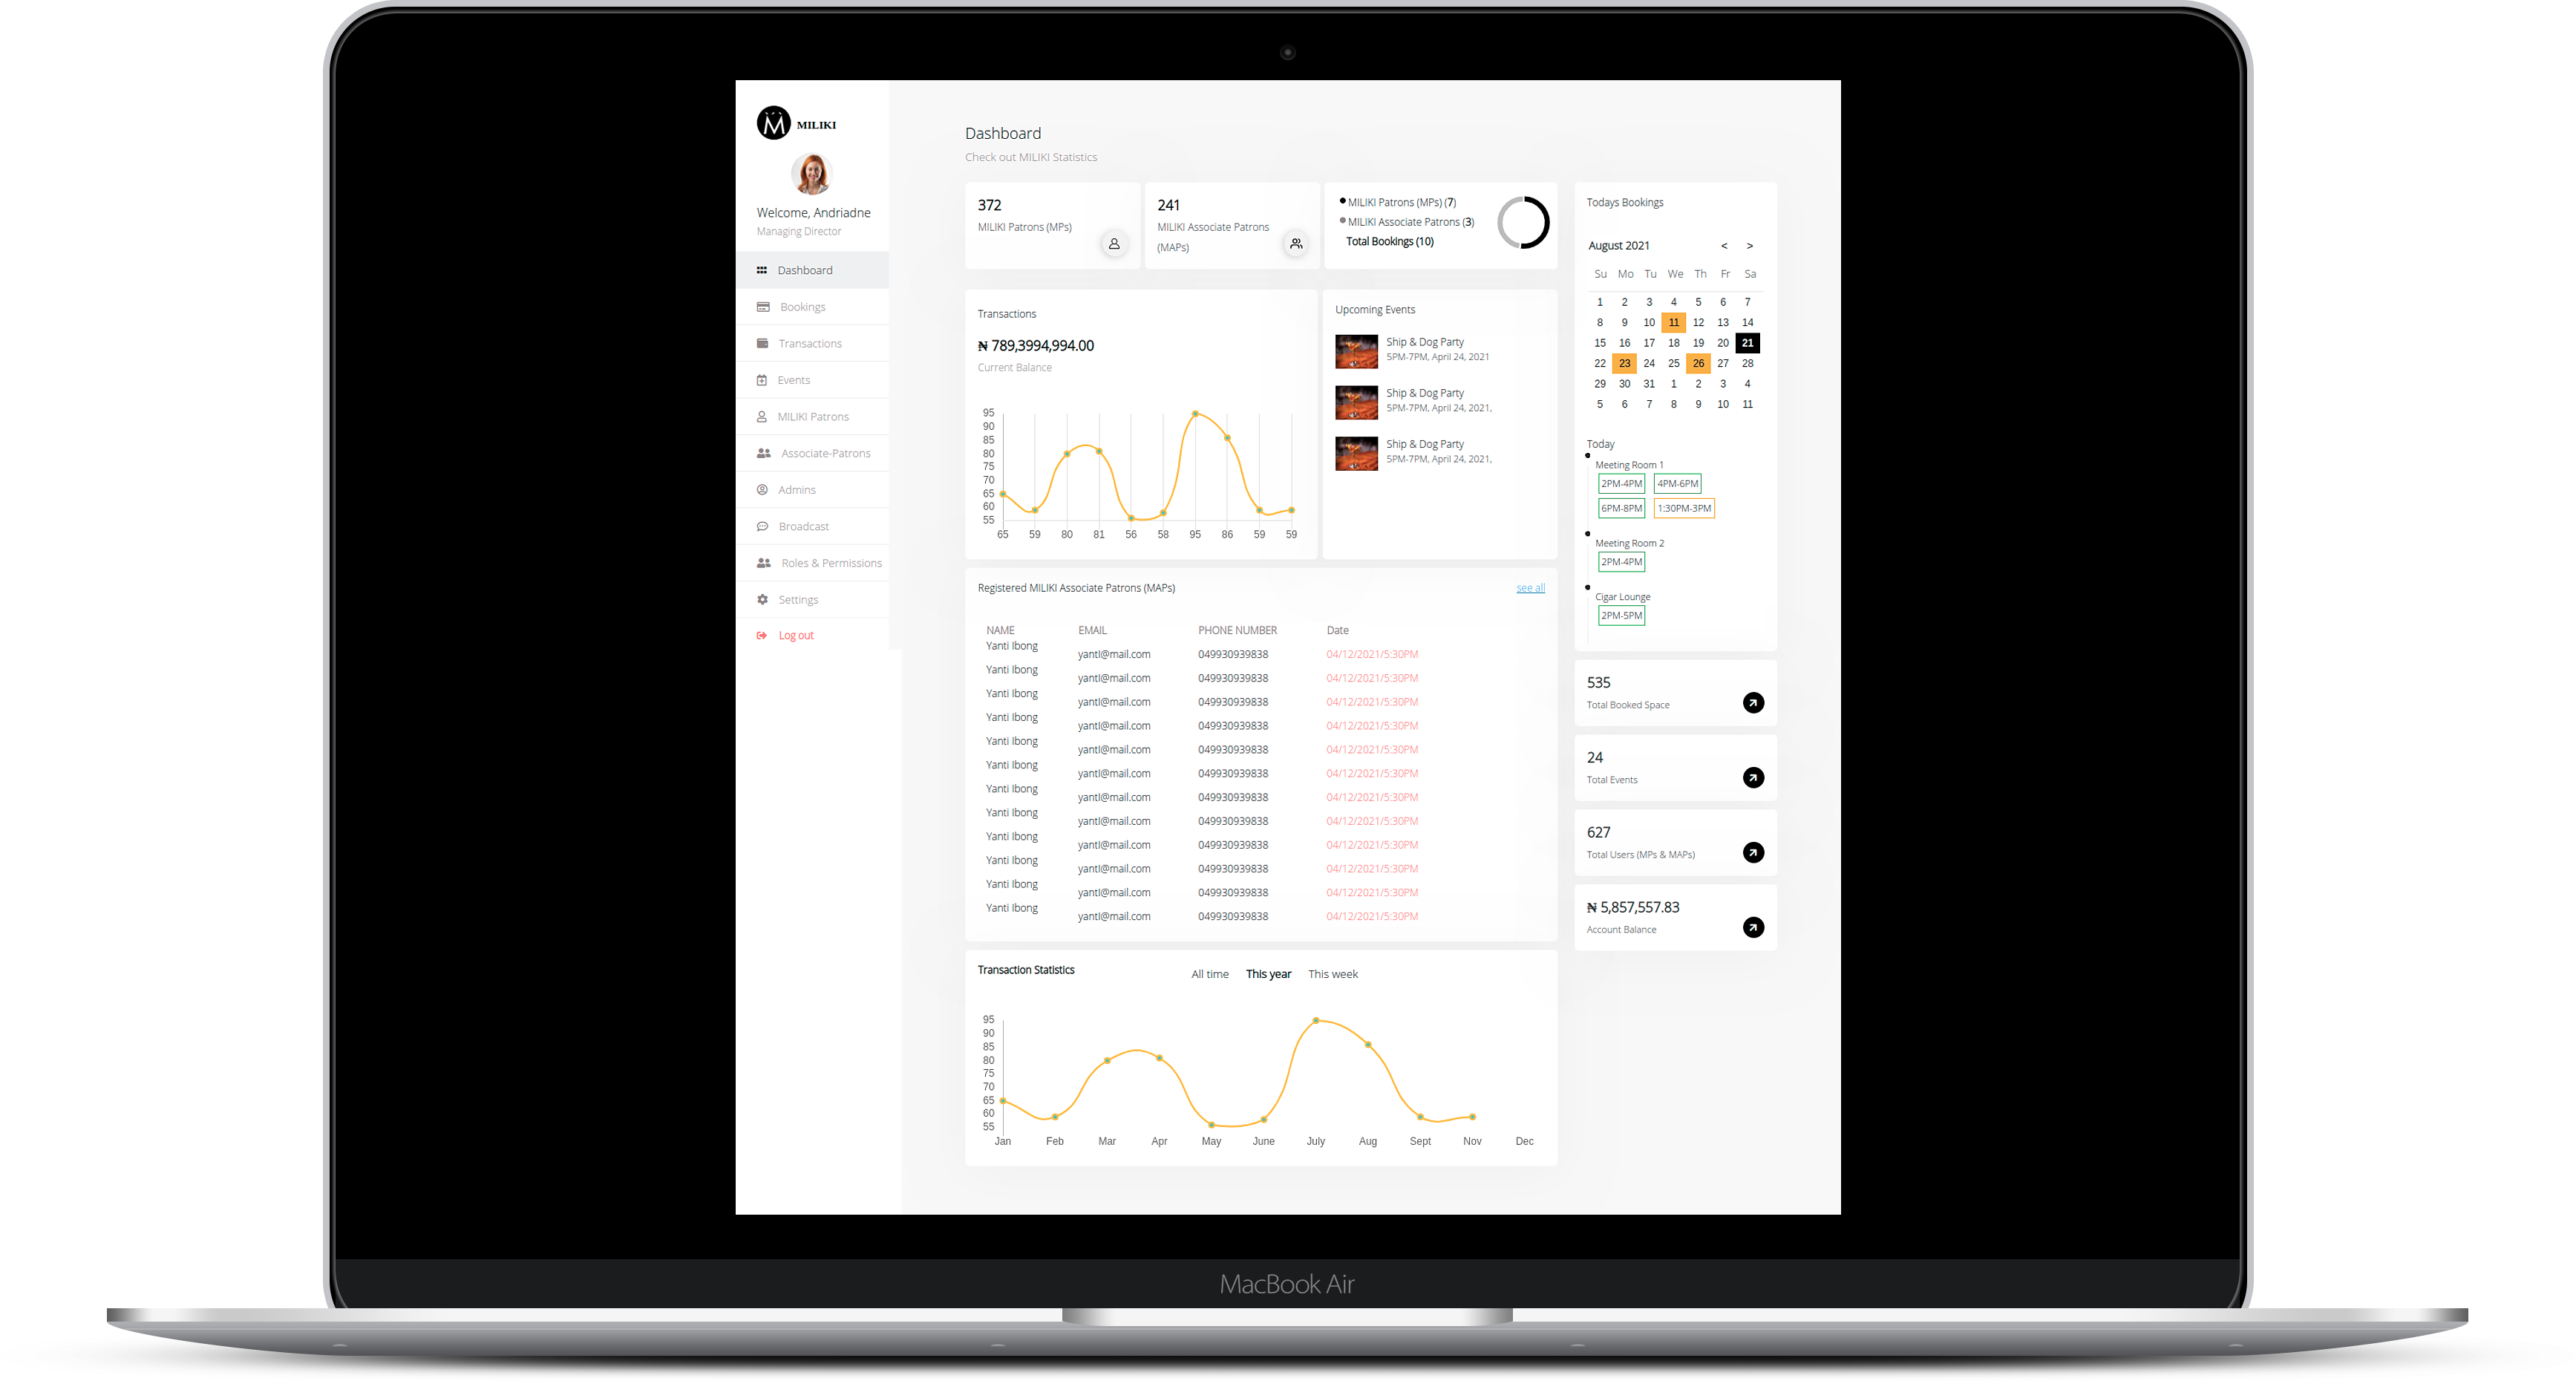 MILIKI
Welcome, Andriadne
Managing Director
Dashboard
Bookings
Transactions
Events
MILIKI Patrons
Associate-Patrons
Admins
Broadcast
Roles & Permissions
Settings
Log out
Dashboard
Check out MILIKI Statistics
372
MILIKI Patrons (MPs)
241
MILIKI Associate Patrons
(MAPs)
MILIKI Patrons (MPs) (7)
MILIKI Associate Patrons (3)
Total Bookings (10)
Transactions
₦ 789,3994,994.00
Current Balance
95
90
85
80
75
70
65
60
55
65 59 80 81 56 58 95 86 59 59
Upcoming Events
Ship & Dog Party
5PM-7PM, April 24, 2021
Ship & Dog Party
5PM-7PM, April 24, 2021,
Ship & Dog Party
5PM-7PM, April 24, 2021,
Registered MILIKI Associate Patrons (MAPs) see all
NAME EMAIL PHONE NUMBER Date
Yanti Ibong yantI@mail.com 049930939838 04/12/2021/5:30PM
Yanti Ibong yantI@mail.com 049930939838 04/12/2021/5:30PM
Yanti Ibong yantI@mail.com 049930939838 04/12/2021/5:30PM
Yanti Ibong yantI@mail.com 049930939838 04/12/2021/5:30PM
Yanti Ibong yantI@mail.com 049930939838 04/12/2021/5:30PM
Yanti Ibong yantI@mail.com 049930939838 04/12/2021/5:30PM
Yanti Ibong yantI@mail.com 049930939838 04/12/2021/5:30PM
Yanti Ibong yantI@mail.com 049930939838 04/12/2021/5:30PM
Yanti Ibong yantI@mail.com 049930939838 04/12/2021/5:30PM
Yanti Ibong yantI@mail.com 049930939838 04/12/2021/5:30PM
Yanti Ibong yantI@mail.com 049930939838 04/12/2021/5:30PM
Yanti Ibong yantI@mail.com 049930939838 04/12/2021/5:30PM
Transaction Statistics All time This year This week
95
90
85
80
75
70
65
60
55
Jan Feb Mar Apr May June July Aug Sept Nov Dec
Todays Bookings
August 2021 < >
Su Mo Tu We Th Fr Sa
1 2 3 4 5 6 7
8 9 10 11 12 13 14
15 16 17 18 19 20 21
22 23 24 25 26 27 28
29 30 31 1 2 3 4
5 6 7 8 9 10 11
Today
Meeting Room 1
2PM-4PM 4PM-6PM
6PM-8PM 1:30PM-3PM
Meeting Room 2
2PM-4PM
Cigar Lounge
2PM-5PM
535
Total Booked Space
24
Total Events
627
Total Users (MPs & MAPs)
₦ 5,857,557.83
Account Balance
MacBook Air